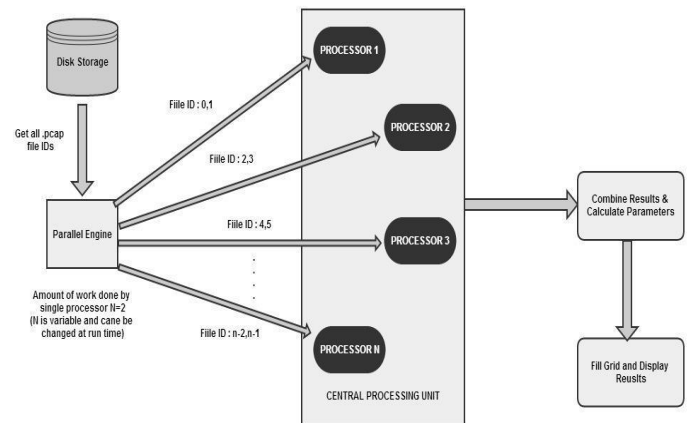 Disk Storage
Get all .pcap
file IDs
Parallel Engine
Amount of work done by
single processor N=2
(N is variable and cane be
changed at run time)
Fiile ID : 0,1
Fiile ID : 2,3
Fiile ID : 4,5
Fiile ID : n-2,n-1
PROCESSOR 1
PROCESSOR 2
PROCESSOR 3
PROCESSOR N
CENTRAL PROCESSING UNIT
Combine Results &
Calculate Parameters
Fill Grid and Display
Reuslts